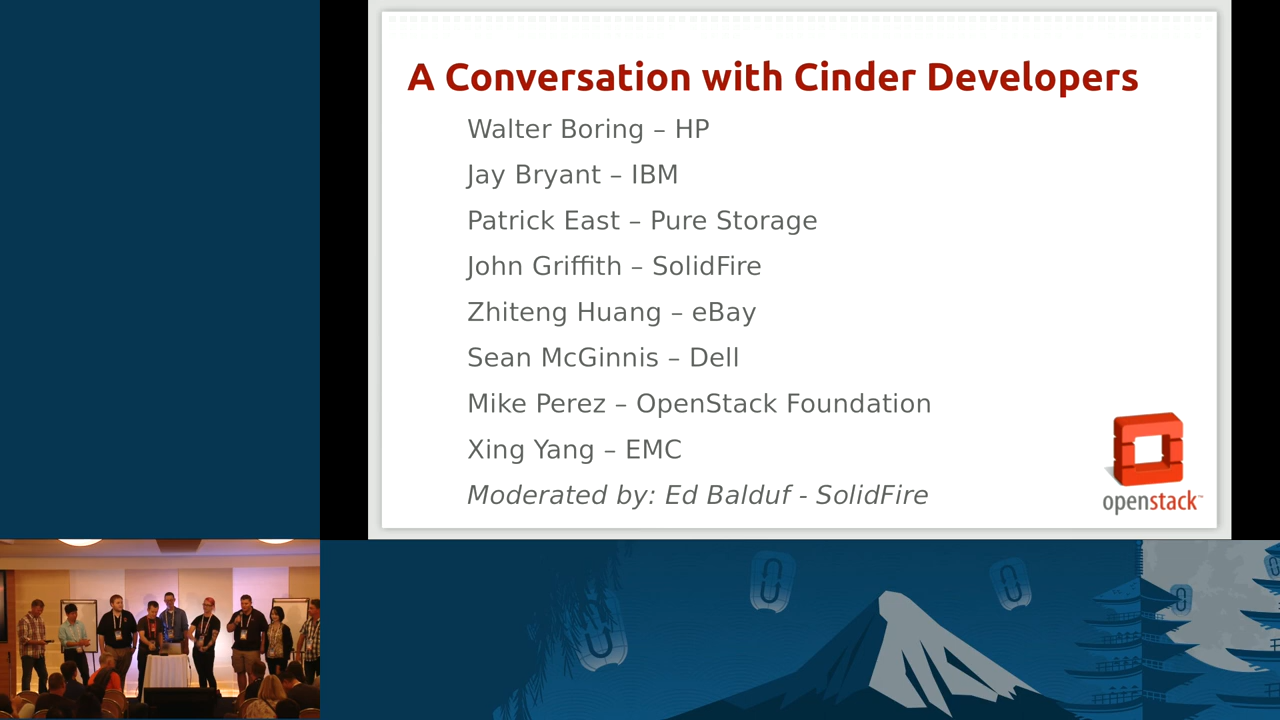 A Conversation with Cinder Developers
Walter Boring – HP
Jay Bryant – IBM
Patrick East – Pure Storage
John Griffith – SolidFire
Zhiteng Huang – eBay
Sean McGinnis – Dell
Mike Perez – OpenStack Foundation
Xing Yang – EMC
Moderated by: Ed Balduf - SolidFire
openstack™